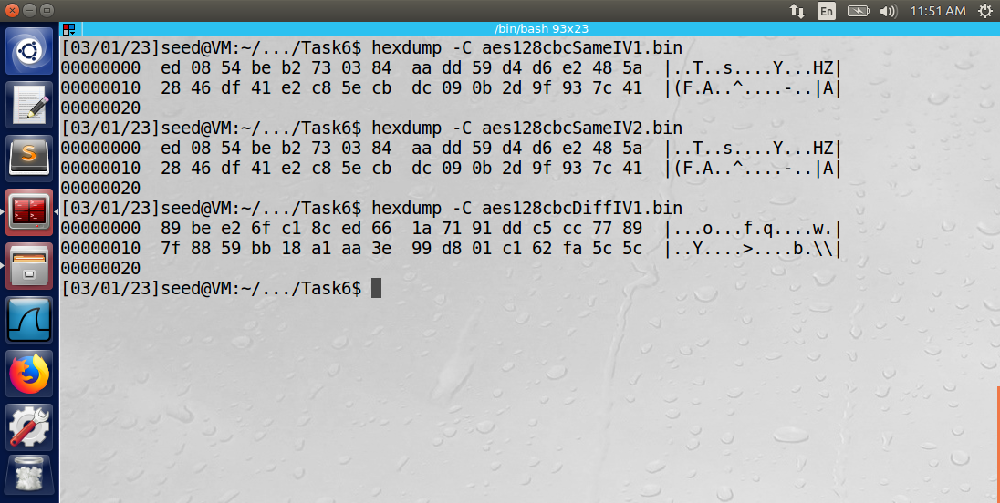 En 11:51 AM
/bin/bash 93x23
[03/01/23]seed@VM:~/.../Task6$ hexdump -C aes128cbcSameIV1.bin
00000000  ed 08 54 be b2 73 03 84  aa dd 59 d4 d6 e2 48 5a  |..T..s....Y...HZ|
00000010  28 46 df 41 e2 c8 5e cb  dc 09 0b 2d 9f 93 7c 41  |(F.A..^....-..|A|
00000020
[03/01/23]seed@VM:~/.../Task6$ hexdump -C aes128cbcSameIV2.bin
00000000  ed 08 54 be b2 73 03 84  aa dd 59 d4 d6 e2 48 5a  |..T..s....Y...HZ|
00000010  28 46 df 41 e2 c8 5e cb  dc 09 0b 2d 9f 93 7c 41  |(F.A..^....-..|A|
00000020
[03/01/23]seed@VM:~/.../Task6$ hexdump -C aes128cbcDiffIV1.bin
00000000  89 be e2 6f c1 8c ed 66  1a 71 91 dd c5 cc 77 89  |...o...f.q....w.|
00000010  7f 88 59 bb 18 a1 aa 3e  99 d8 01 c1 62 fa 5c 5c  |..Y....>....b.\\|
00000020
[03/01/23]seed@VM:~/.../Task6$